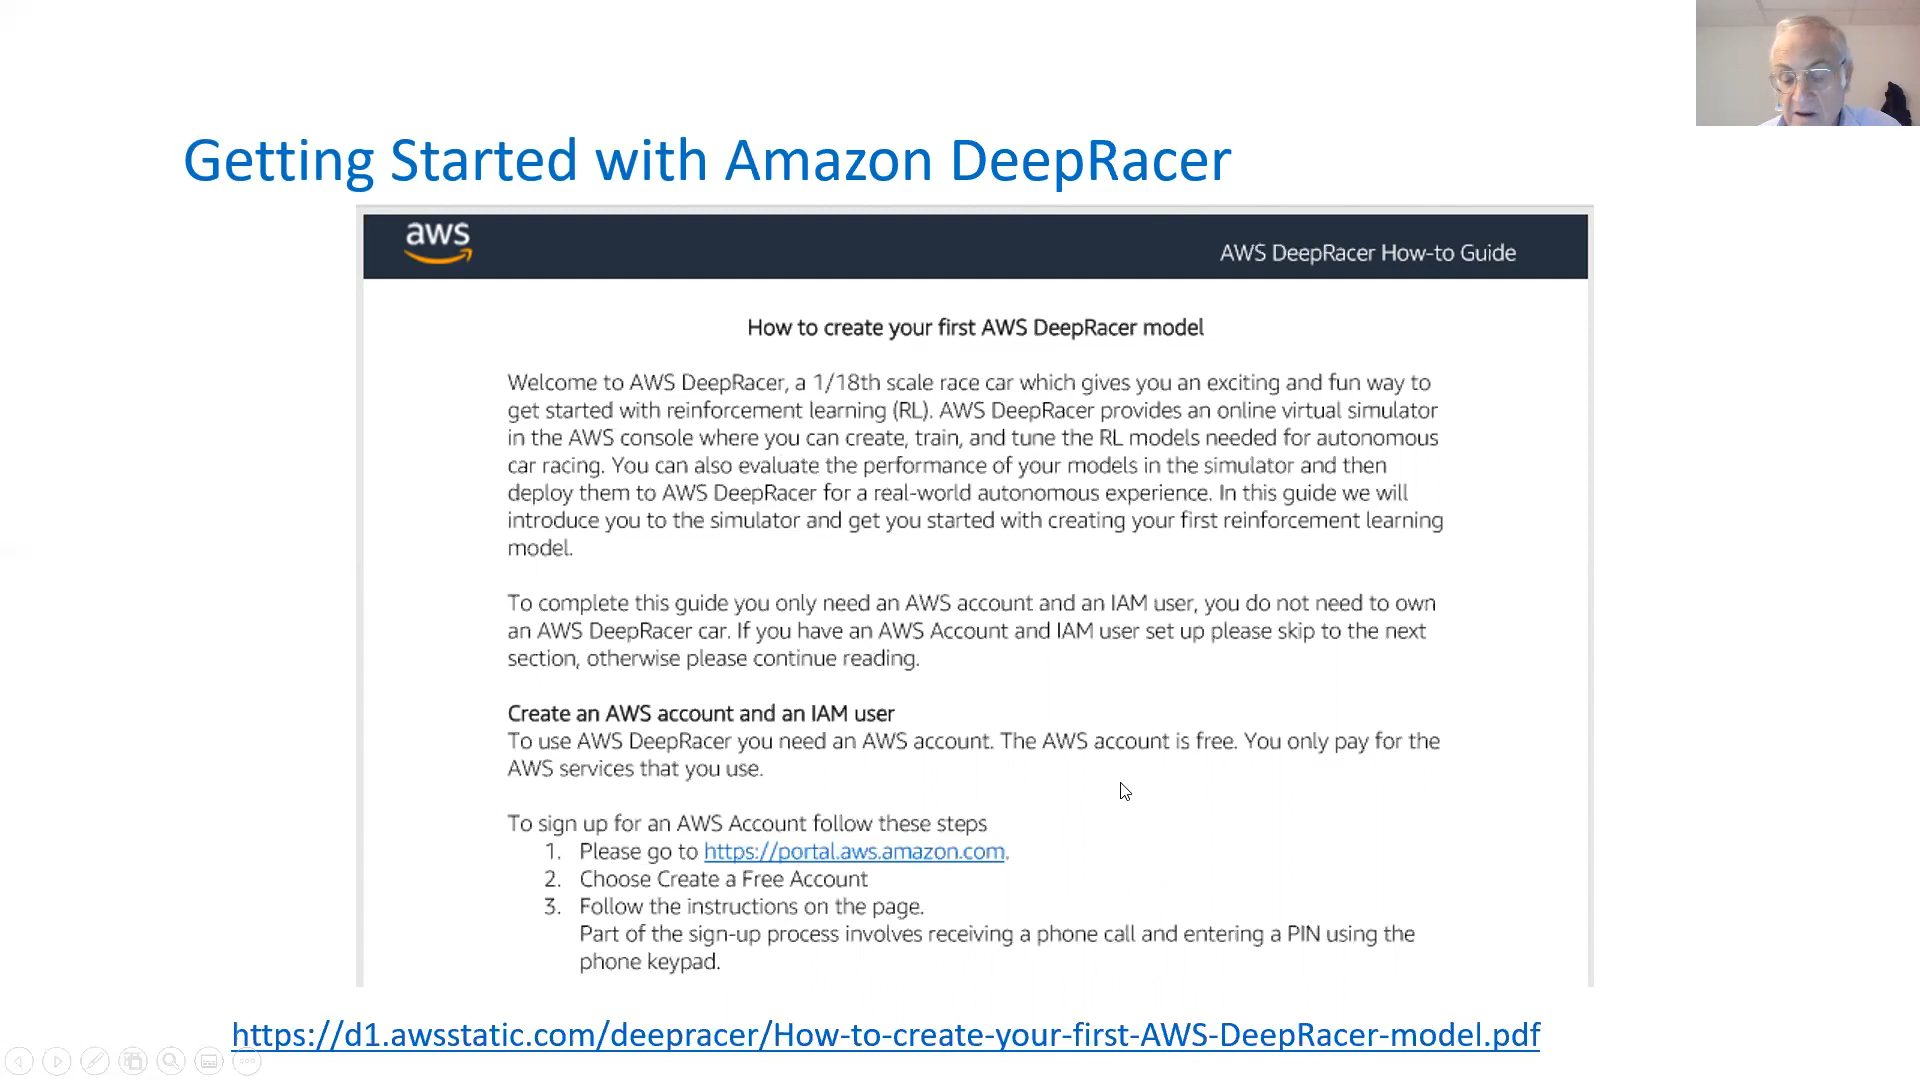 Getting Started with Amazon DeepRacer
aws
AWS DeepRacer How-to Guide
How to create your first AWS DeepRacer model
Welcome to AWS DeepRacer, a 1/18th scale race car which gives you an exciting and fun way to
get started with reinforcement learning (RL). AWS DeepRacer provides an online virtual simulator
in the AWS console where you can create, train, and tune the RL models needed for autonomous
car racing. You can also evaluate the performance of your models in the simulator and then
deploy them to AWS DeepRacer for a real-world autonomous experience. In this guide we will
introduce you to the simulator and get you started with creating your first reinforcement learning
model.
To complete this guide you only need an AWS account and an IAM user, you do not need to own
an AWS DeepRacer car. If you have an AWS Account and IAM user set up please skip to the next
section, otherwise please continue reading.
Create an AWS account and an IAM user
To use AWS DeepRacer you need an AWS account. The AWS account is free. You only pay for the
AWS services that you use.
To sign up for an AWS Account follow these steps
1. Please go to https://portal.aws.amazon.com.
2. Choose Create a Free Account
3. Follow the instructions on the page.
Part of the sign-up process involves receiving a phone call and entering a PIN using the
phone keypad.
https://d1.awsstatic.com/deepracer/How-to-create-your-first-AWS-DeepRacer-model.pdf